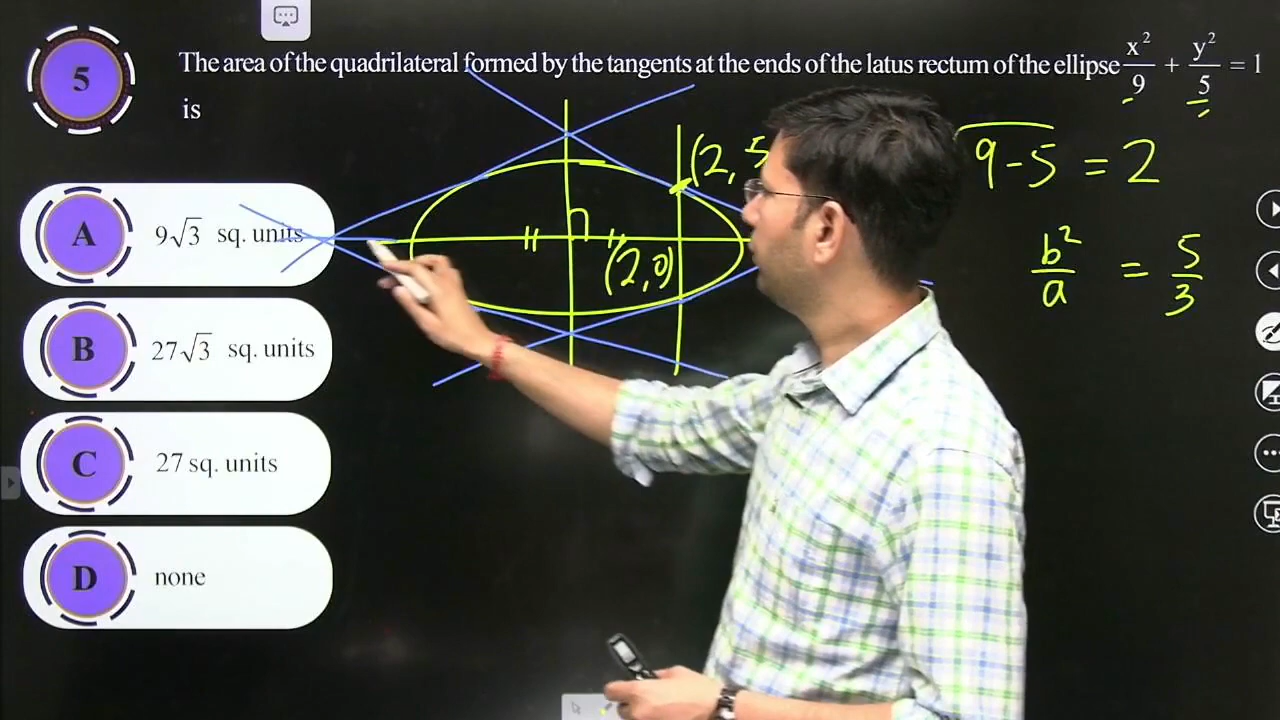 5
The area of the quadrilateral formed by the tangents at the ends of the latus rectum of the ellipse x²/9 + y²/5 = 1
is
A 9√3 sq. units
B 27√3 sq. units
C 27 sq. units
D none
(2, 5
(2,0)
9-5 = 2
b²/a = 5/3